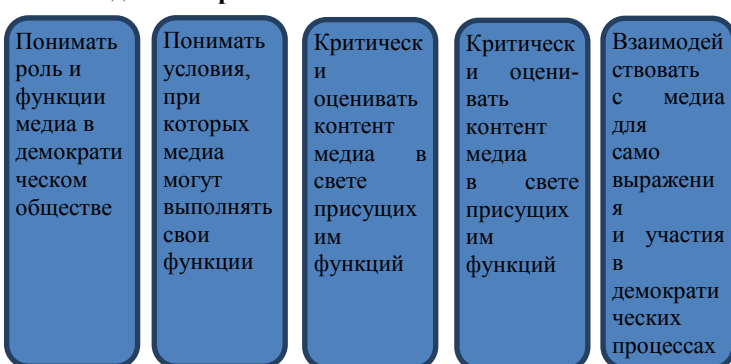 Понимать
роль и
функции
медиа в
демократи
ческом
обществе
Понимать
условия,
при
которых
медиа
могут
выполнять
свои
функции
Критическ
и
оценивать
контент
медиа в
свете
присущих
им
функций
Критическ
и оцени-
вать
контент
медиа
в свете
присущих
им
функций
Взаимодей
ствовать
с медиа
для
само
выражени
я
и участия
в
демократи
ческих
процессах